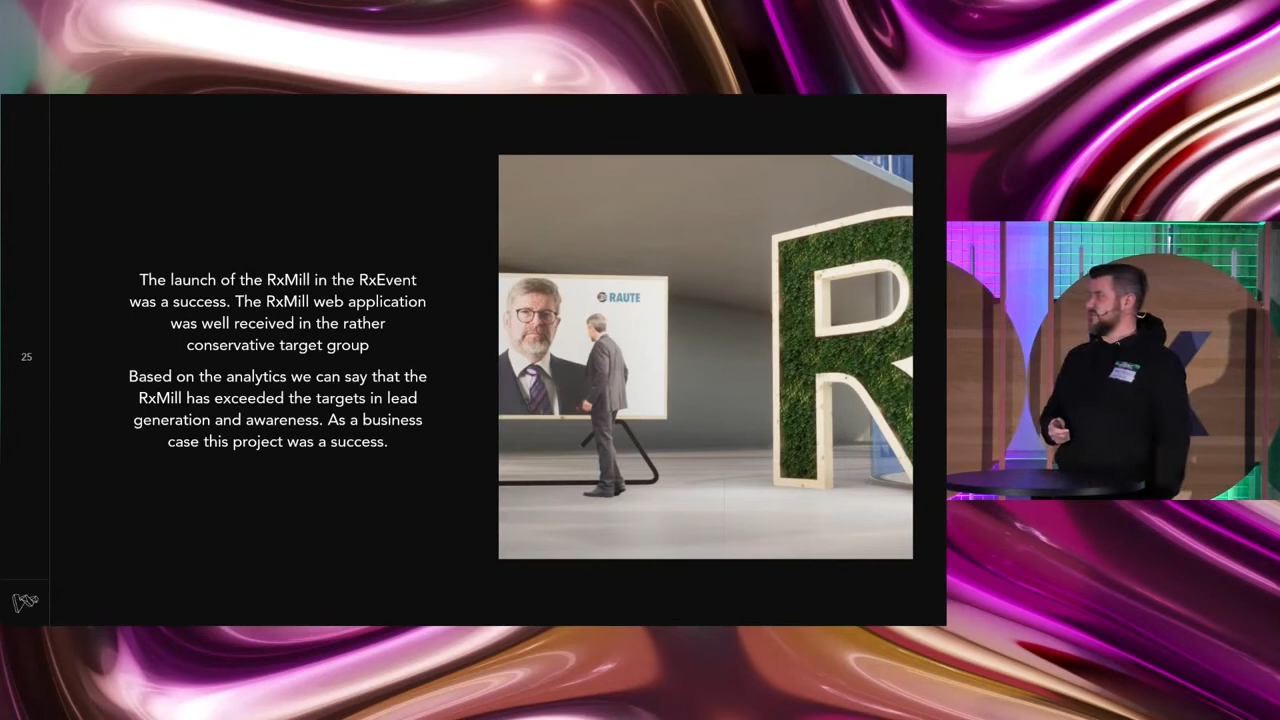 The launch of the RxMill in the RxEvent
was a success. The RxMill web application
was well received in the rather
conservative target group
Based on the analytics we can say that the
RxMill has exceeded the targets in lead
generation and awareness. As a business
case this project was a success.
25
RAUTE
R